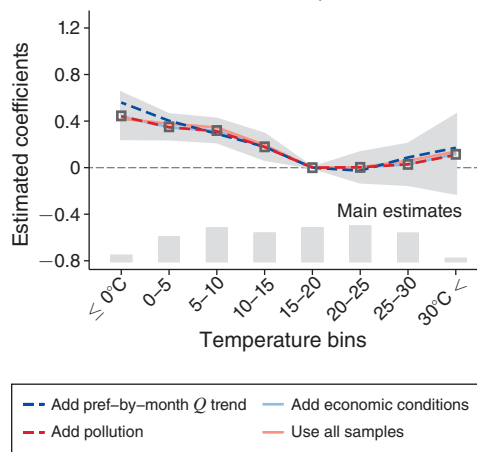 1.2
0.8
0.4
0
−0.4
−0.8
Estimated coefficients
Main estimates
≤ 0°C
0−5
5−10
10−15
15−20
20−25
25−30
30°C <
Temperature bins
Add pref−by−month Q trend
Add economic conditions
Add pollution
Use all samples